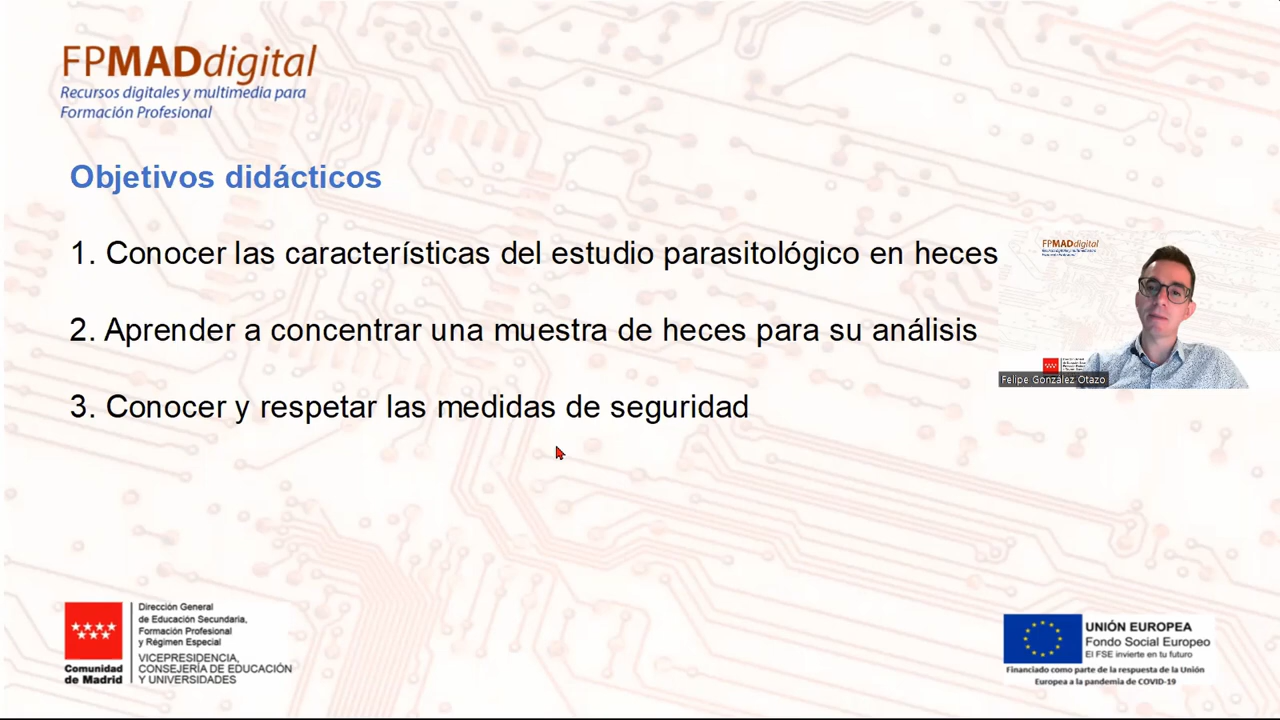 FPMADdigital
Recursos digitales y multimedia para
Formación Profesional
Objetivos didácticos
1. Conocer las características del estudio parasitológico en heces
2. Aprender a concentrar una muestra de heces para su análisis
3. Conocer y respetar las medidas de seguridad
FPMADdigital
Felipe González Otazo
Comunidad
de Madrid
Dirección General
de Educación Secundaria,
Formación Profesional
y Régimen Especial
VICEPRESIDENCIA,
CONSEJERÍA DE EDUCACIÓN
Y UNIVERSIDADES
UNIÓN EUROPEA
Fondo Social Europeo
El FSE invierte en tu futuro
Financiado como parte de la respuesta de la Unión
Europea a la pandemia de COVID-19